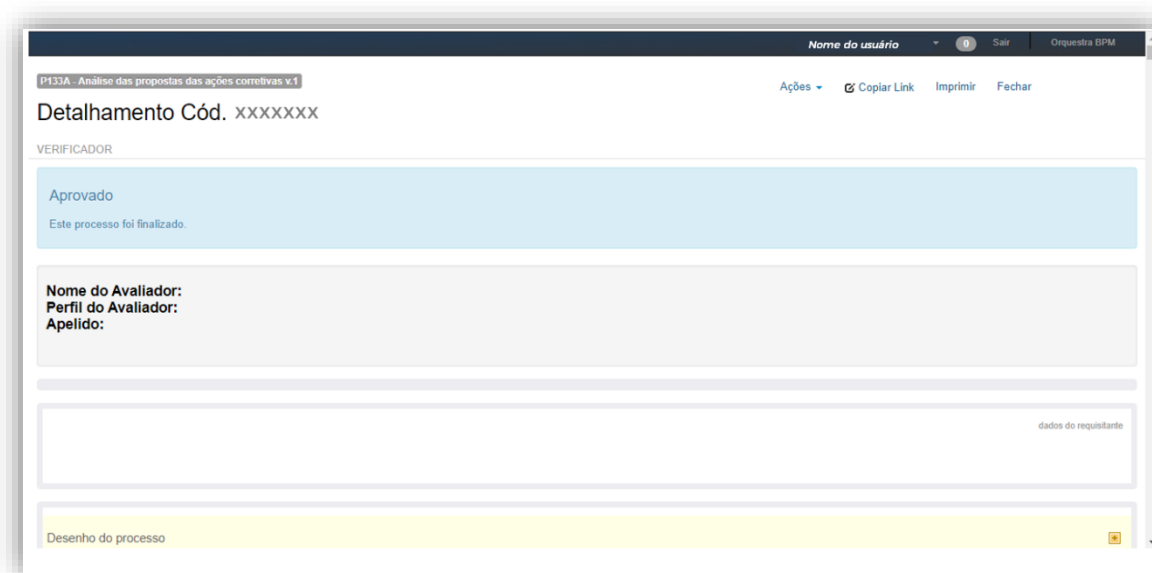 Nome do usuário 0 Sair Orquestra BPM
P133A - Análise das propostas das ações corretivas v.1
Ações Copiar Link Imprimir Fechar
Detalhamento Cód. xxxxxxx
VERIFICADOR
Aprovado
Este processo foi finalizado.
Nome do Avaliador:
Perfil do Avaliador:
Apelido:
dados do requisitante
Desenho do processo